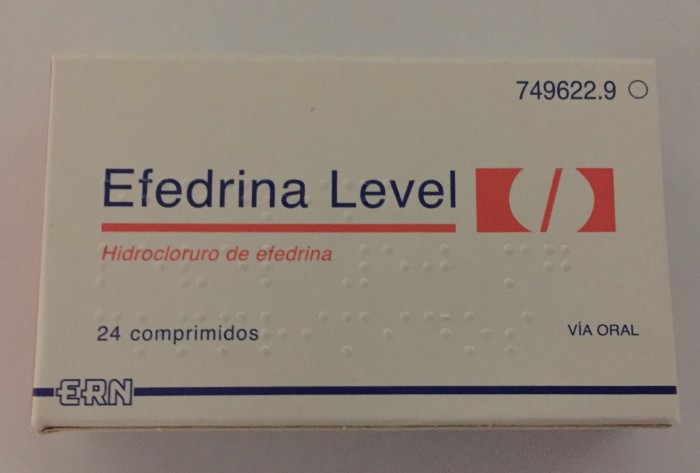 749622.9
Efedrina Level
Hidrocloruro de efedrina
24 comprimidos
VÍA ORAL
ERN